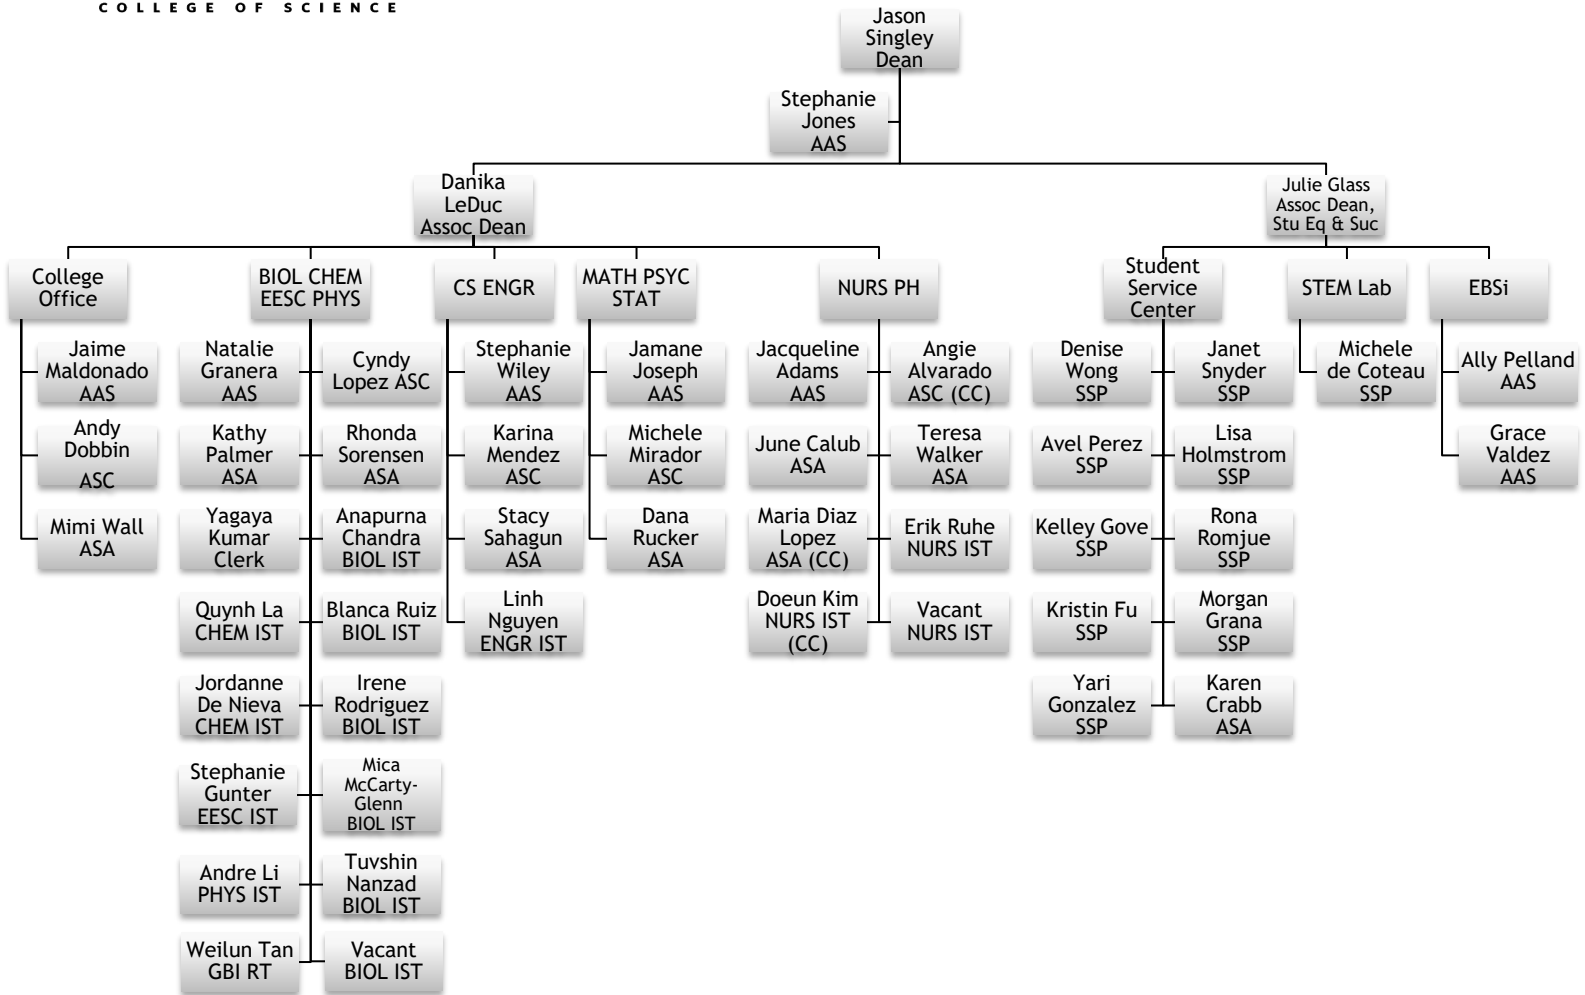 COLLEGE OF SCIENCE
Jason
Singley
Dean
Stephanie
Jones
AAS
Danika
LeDuc
Assoc Dean
Julie Glass
Assoc Dean,
Stu Eq & Suc
College
Office
BIOL CHEM
EESC PHYS
CS ENGR
MATH PSYC
STAT
NURS PH
Student
Service
Center
STEM Lab
EBSi
Jaime
Maldonado
AAS
Andy
Dobbin
ASC
Mimi Wall
ASA
Natalie
Granera
AAS
Cyndy
Lopez ASC
Kathy
Palmer
ASA
Rhonda
Sorensen
ASA
Yagaya
Kumar
Clerk
Anapurna
Chandra
BIOL IST
Quynh La
CHEM IST
Blanca Ruiz
BIOL IST
Jordanne
De Nieva
CHEM IST
Irene
Rodriguez
BIOL IST
Stephanie
Gunter
EESC IST
Mica
McCarty-
Glenn
BIOL IST
Andre Li
PHYS IST
Tuvshin
Nanzad
BIOL IST
Weilun Tan
GBI RT
Vacant
BIOL IST
Stephanie
Wiley
AAS
Karina
Mendez
ASC
Stacy
Sahagun
ASA
Linh
Nguyen
ENGR IST
Jamane
Joseph
AAS
Michele
Mirador
ASC
Dana
Rucker
ASA
Jacqueline
Adams
AAS
Angie
Alvarado
ASC (CC)
June Calub
ASA
Teresa
Walker
ASA
Maria Diaz
Lopez
ASA (CC)
Erik Ruhe
NURS IST
Doeun Kim
NURS IST
(CC)
Vacant
NURS IST
Denise
Wong
SSP
Janet
Snyder
SSP
Avel Perez
SSP
Lisa
Holmstrom
SSP
Kelley Gove
SSP
Rona
Romjue
SSP
Kristin Fu
SSP
Morgan
Grana
SSP
Yari
Gonzalez
SSP
Karen
Crabb
ASA
Michele
de Coteau
SSP
Ally Pelland
AAS
Grace
Valdez
AAS